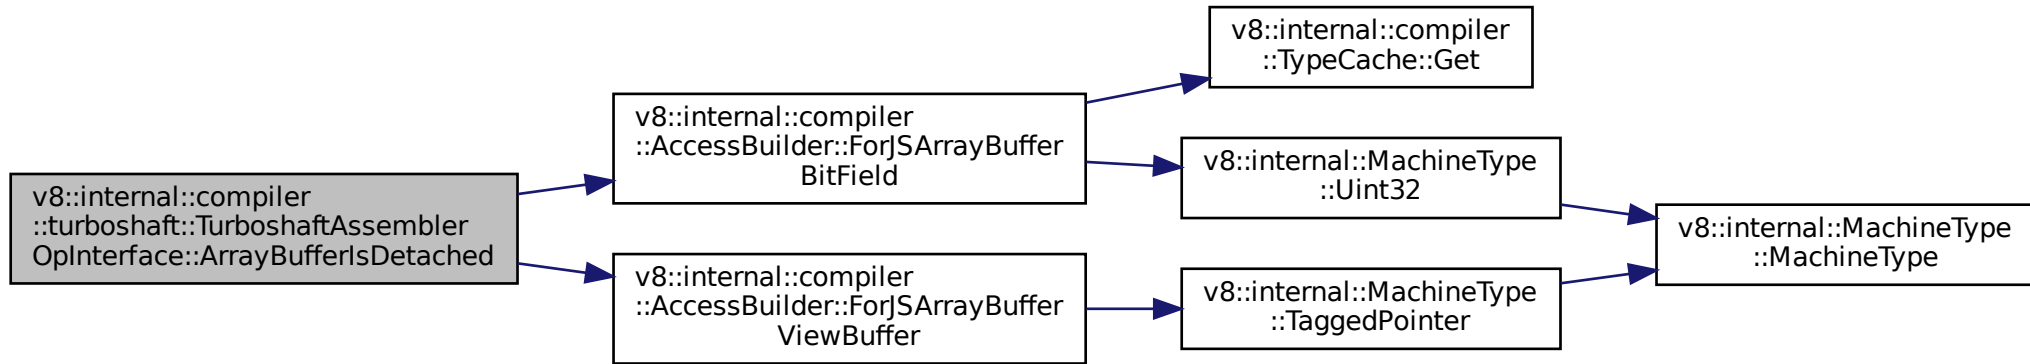 v8::internal::compiler
::turboshaft::TurboshaftAssembler
OpInterface::ArrayBufferIsDetached
v8::internal::compiler
::AccessBuilder::ForJSArrayBuffer
BitField
v8::internal::compiler
::TypeCache::Get
v8::internal::MachineType
::Uint32
v8::internal::MachineType
::MachineType
v8::internal::compiler
::AccessBuilder::ForJSArrayBuffer
ViewBuffer
v8::internal::MachineType
::TaggedPointer